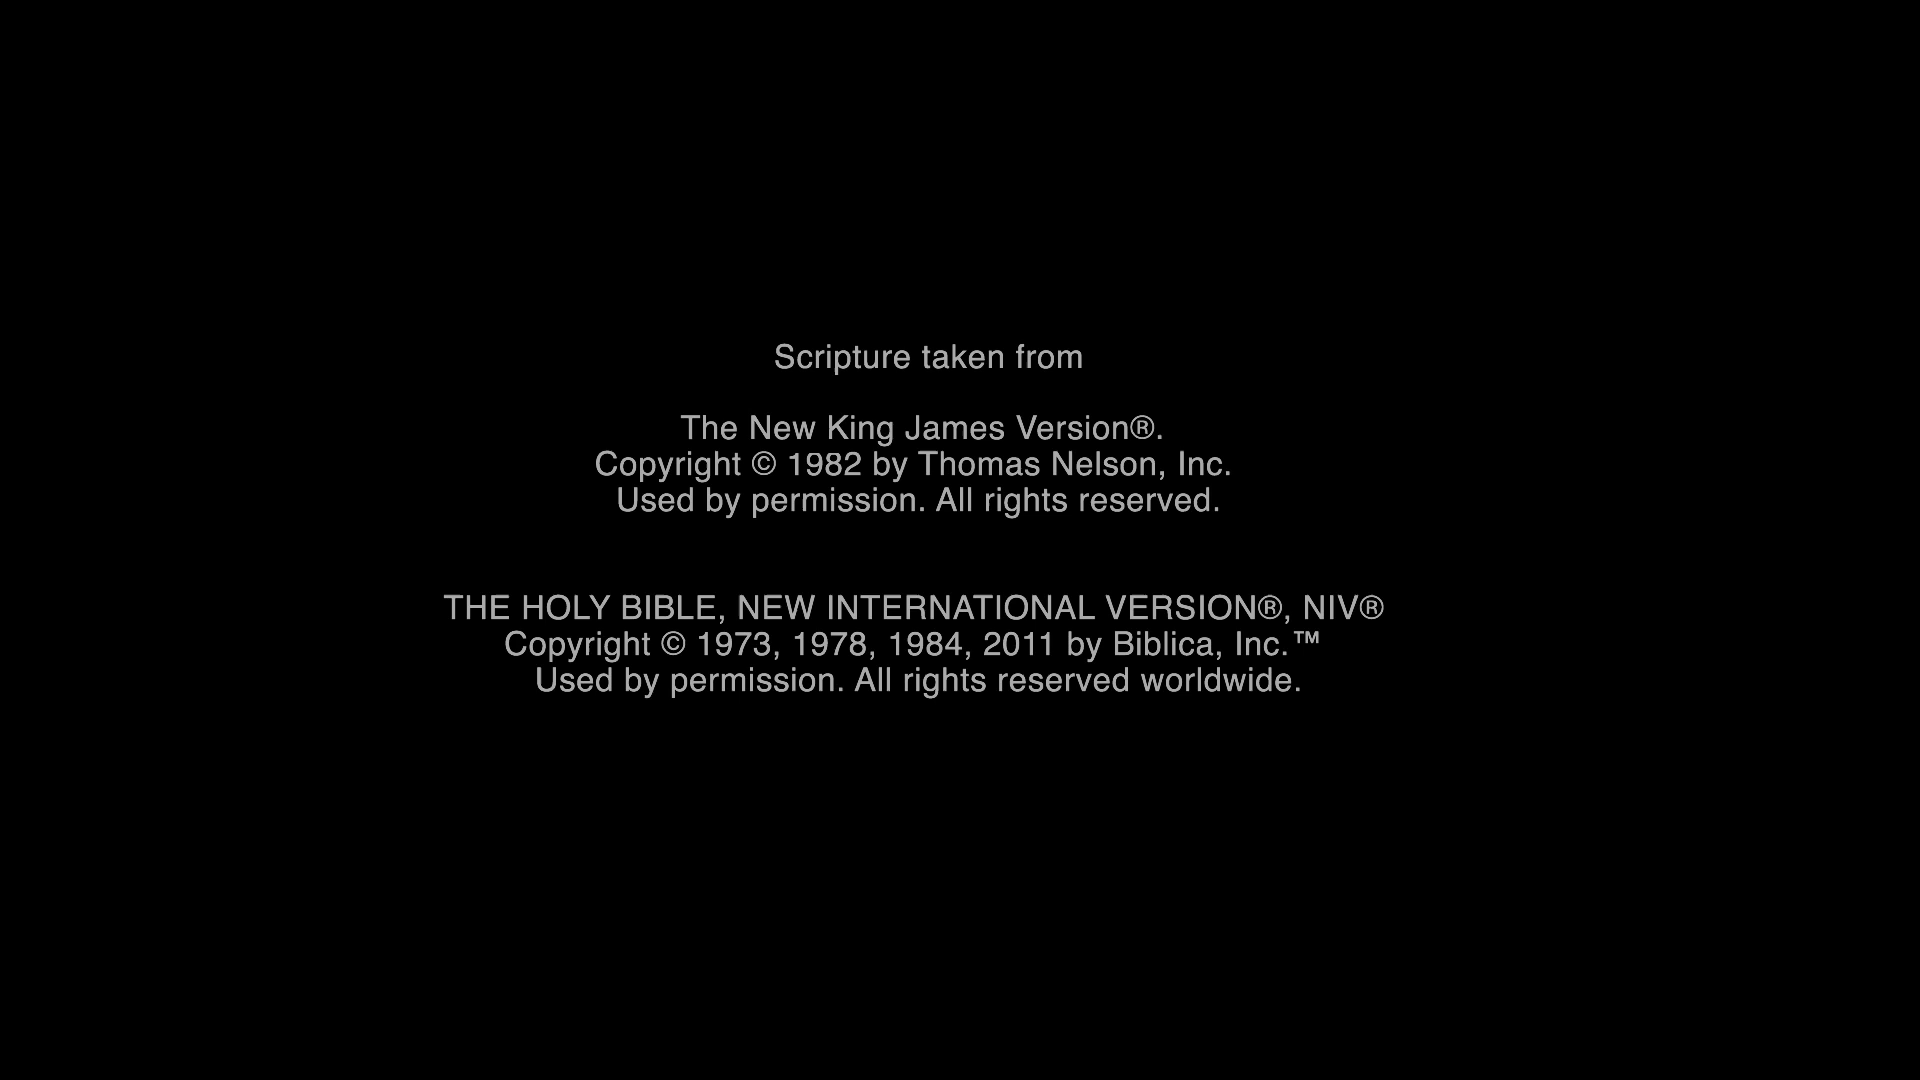 Scripture taken from
The New King James Version®.
Copyright © 1982 by Thomas Nelson, Inc.
Used by permission. All rights reserved.
THE HOLY BIBLE, NEW INTERNATIONAL VERSION®, NIV®
Copyright © 1973, 1978, 1984, 2011 by Biblica, Inc.™
Used by permission. All rights reserved worldwide.